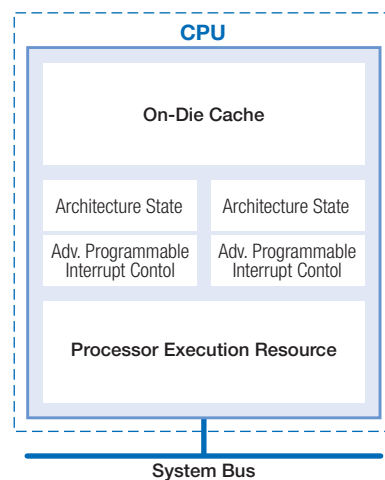 CPU
On-Die Cache
Architecture State
Architecture State
Adv. Programmable
Interrupt Contol
Adv. Programmable
Interrupt Contol
Processor Execution Resource
System Bus